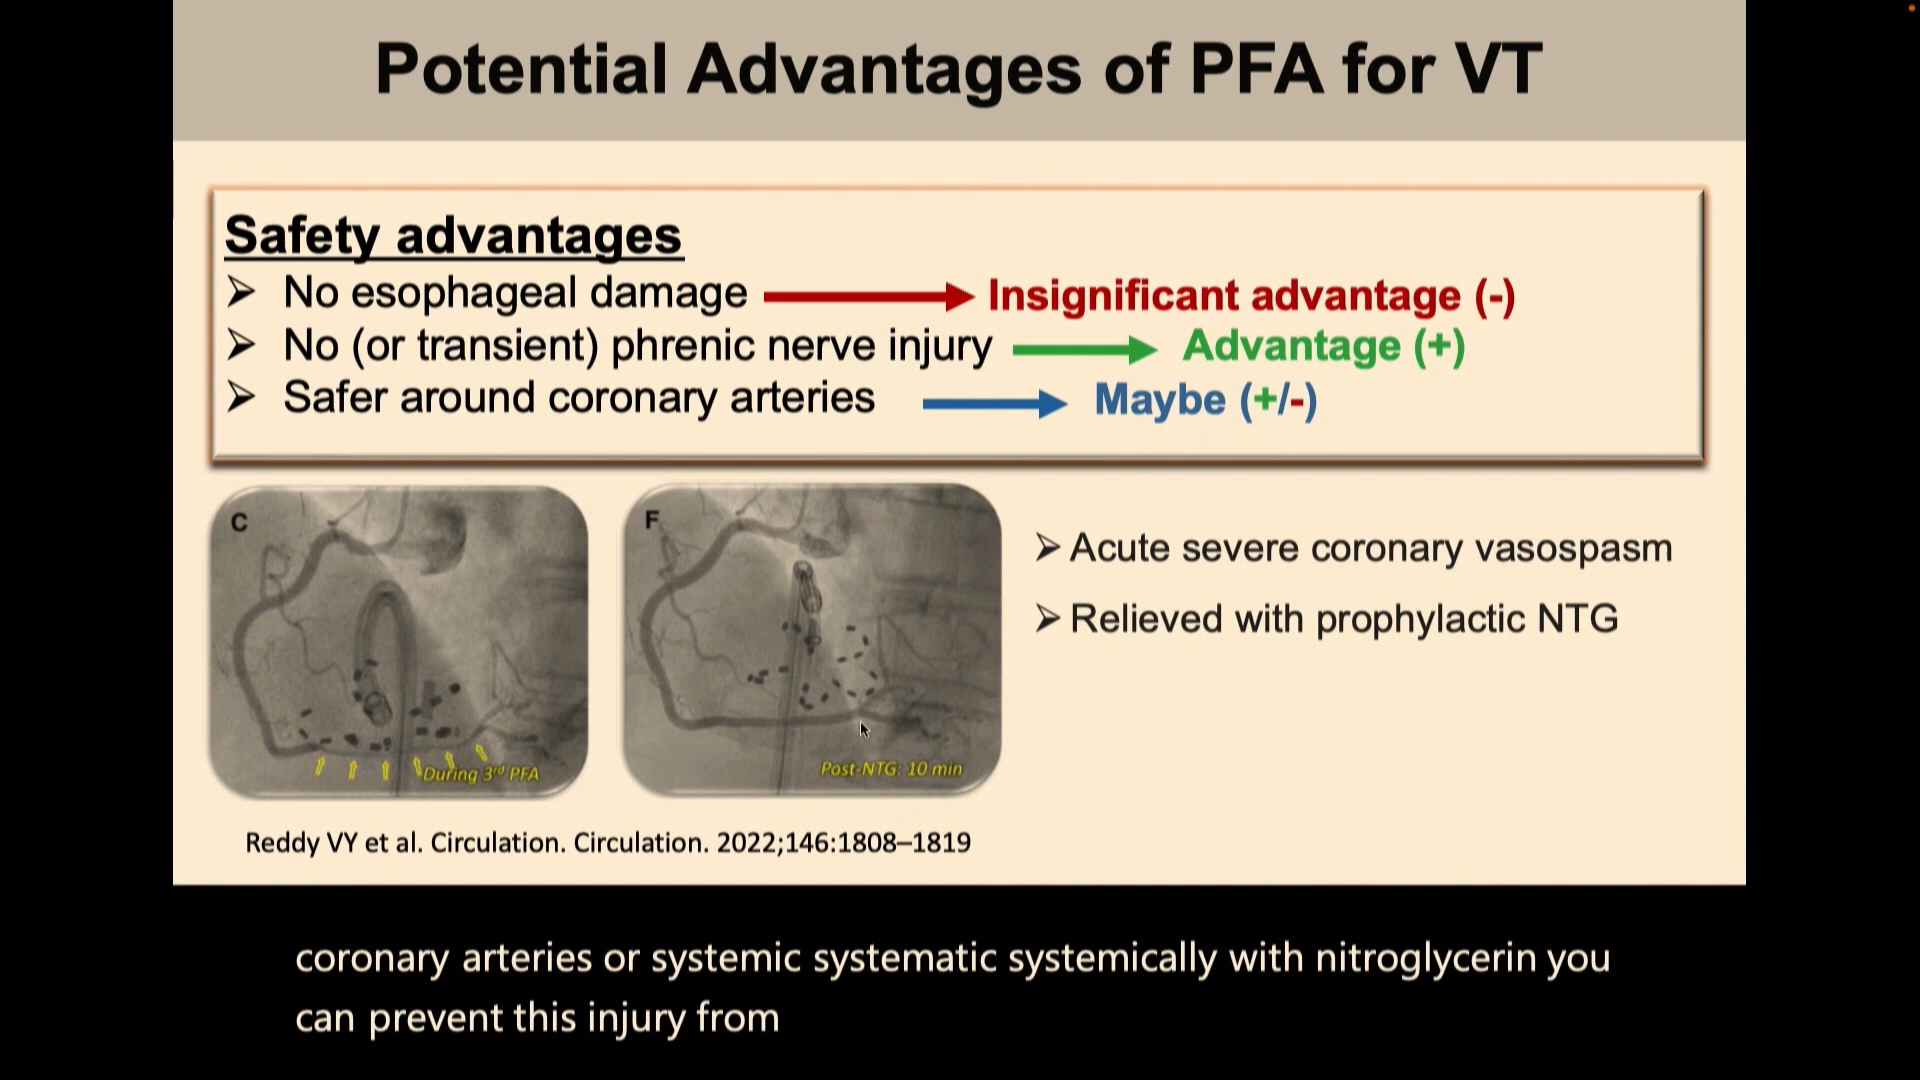 Potential Advantages of PFA for VT
Safety advantages
➢ No esophageal damage Insignificant advantage (-)
➢ No (or transient) phrenic nerve injury Advantage (+)
➢ Safer around coronary arteries Maybe (+/-)
C
During 3rd PFA
F
Post-NTG: 10 min
➢ Acute severe coronary vasospasm
➢ Relieved with prophylactic NTG
Reddy VY et al. Circulation. Circulation. 2022;146:1808–1819
coronary arteries or systemic systematic systemically with nitroglycerin you
can prevent this injury from